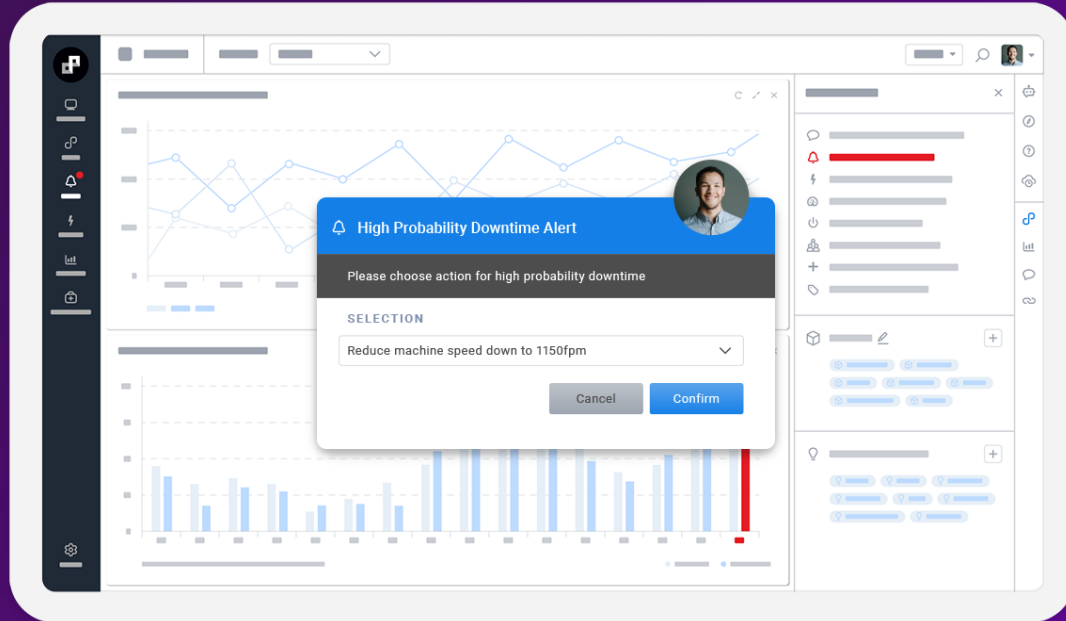 High Probability Downtime Alert
Please choose action for high probability downtime
SELECTION
Reduce machine speed down to 1150fpm
Cancel
Confirm